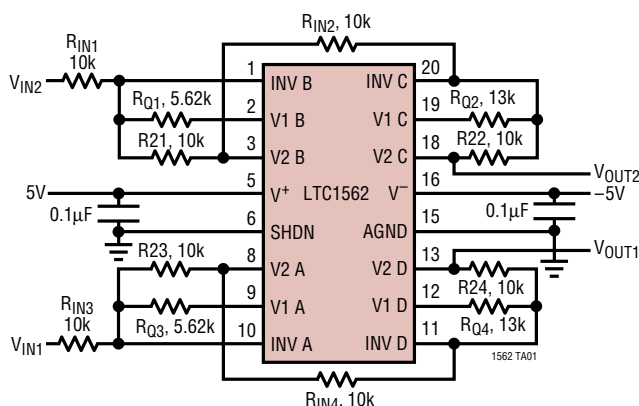 R_IN2, 10k
R_IN1
10k
V_IN2
1
INV B
INV C
20
R_Q1, 5.62k
2
V1 B
V1 C
19
R_Q2, 13k
R21, 10k
3
V2 B
V2 C
18
R22, 10k
V_OUT2
5V
5
V+
LTC1562
V–
16
–5V
0.1µF
0.1µF
6
SHDN
AGND
15
V_OUT1
R23, 10k
8
V2 A
V2 D
13
R24, 10k
R_IN3
10k
9
V1 A
V1 D
12
R_Q3, 5.62k
R_Q4, 13k
V_IN1
10
INV A
INV D
11
1562 TA01
R_IN4, 10k